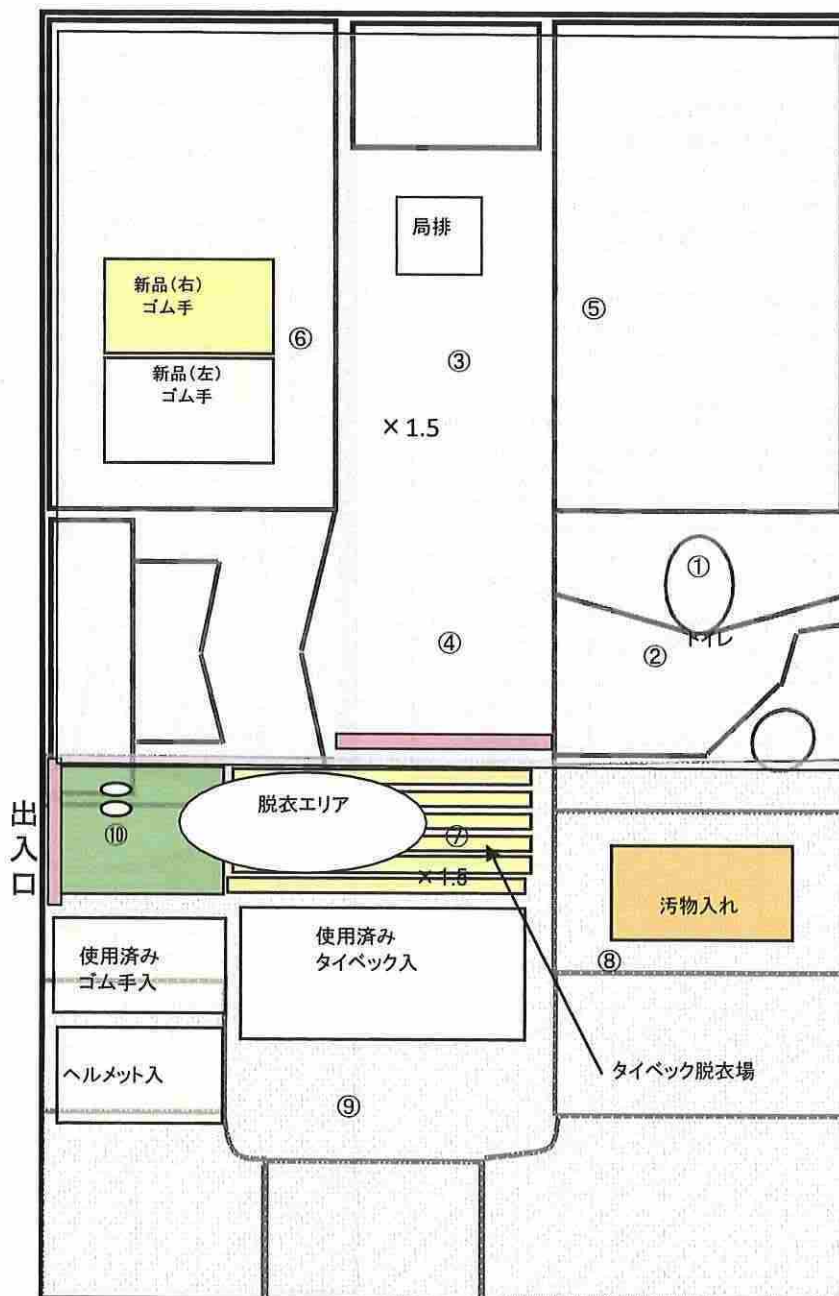 局排
新品(右)
ゴム手
⑥
新品(左)
ゴム手
⑤
③
×1.5
①
④
②
トイレ
出入口
⑩
脱衣エリア
⑦
×1.5
汚物入れ
使用済み
ゴム手入
使用済み
タイベック入
⑧
ヘルメット入
タイベック脱衣場
⑨